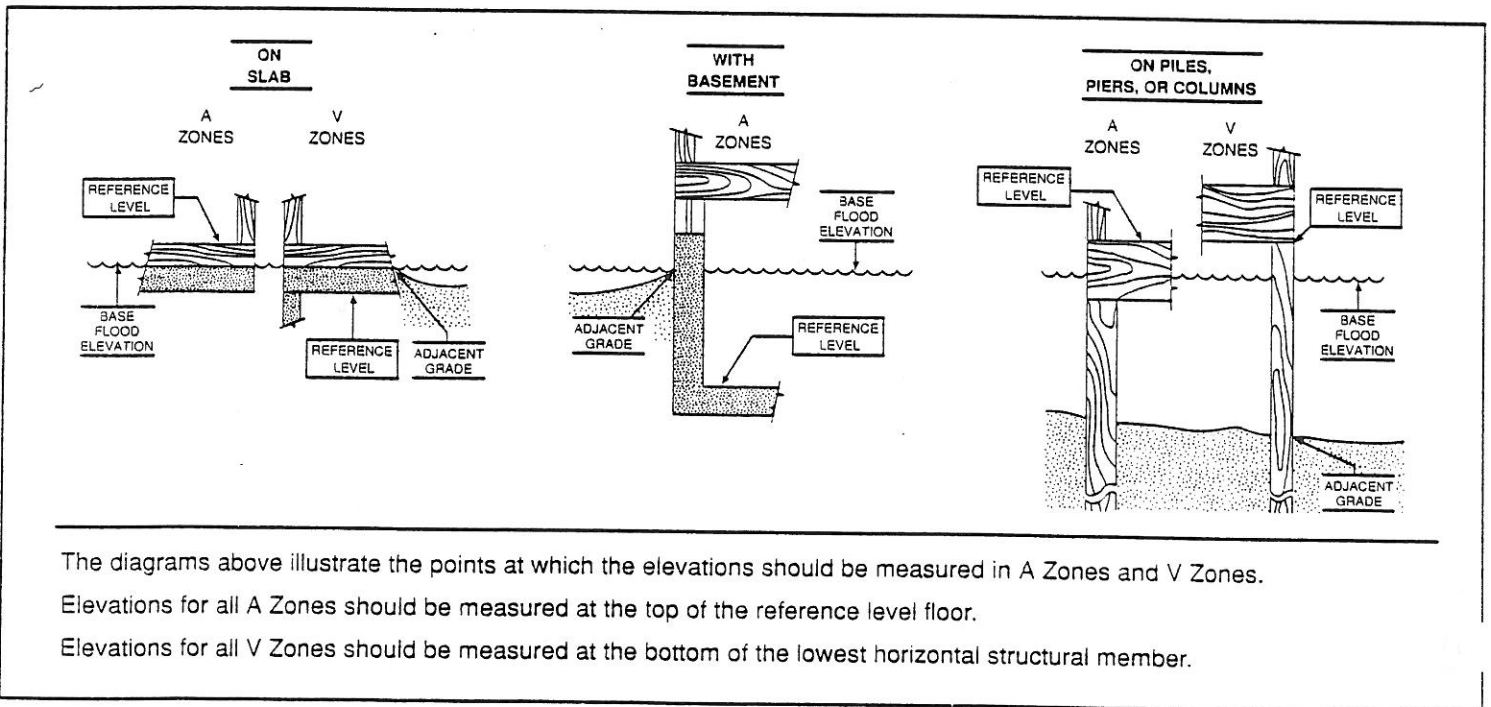 ON
SLAB
A
ZONES
V
ZONES
REFERENCE
LEVEL
BASE
FLOOD
ELEVATION
REFERENCE
LEVEL
ADJACENT
GRADE
WITH
BASEMENT
A
ZONES
BASE
FLOOD
ELEVATION
ADJACENT
GRADE
REFERENCE
LEVEL
ON PILES,
PIERS, OR COLUMNS
A
ZONES
V
ZONES
REFERENCE
LEVEL
REFERENCE
LEVEL
BASE
FLOOD
ELEVATION
ADJACENT
GRADE
The diagrams above illustrate the points at which the elevations should be measured in A Zones and V Zones.
Elevations for all A Zones should be measured at the top of the reference level floor.
Elevations for all V Zones should be measured at the bottom of the lowest horizontal structural member.